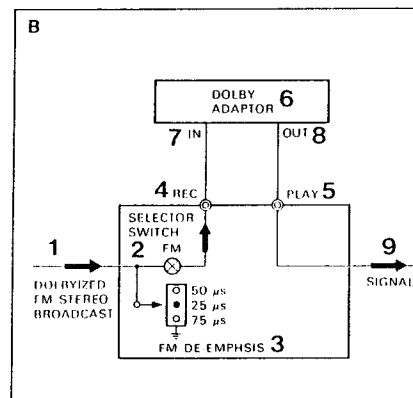 B
DOLBY
ADAPTOR 6
7 IN
OUT 8
4 REC
PLAY 5
SELECTOR
SWITCH
2 FM
1
9
DOLBYIZED
FM STEREO
BROADCAST
SIGNAL
50 µs
25 µs
75 µs
FM DE-EMPHSIS 3